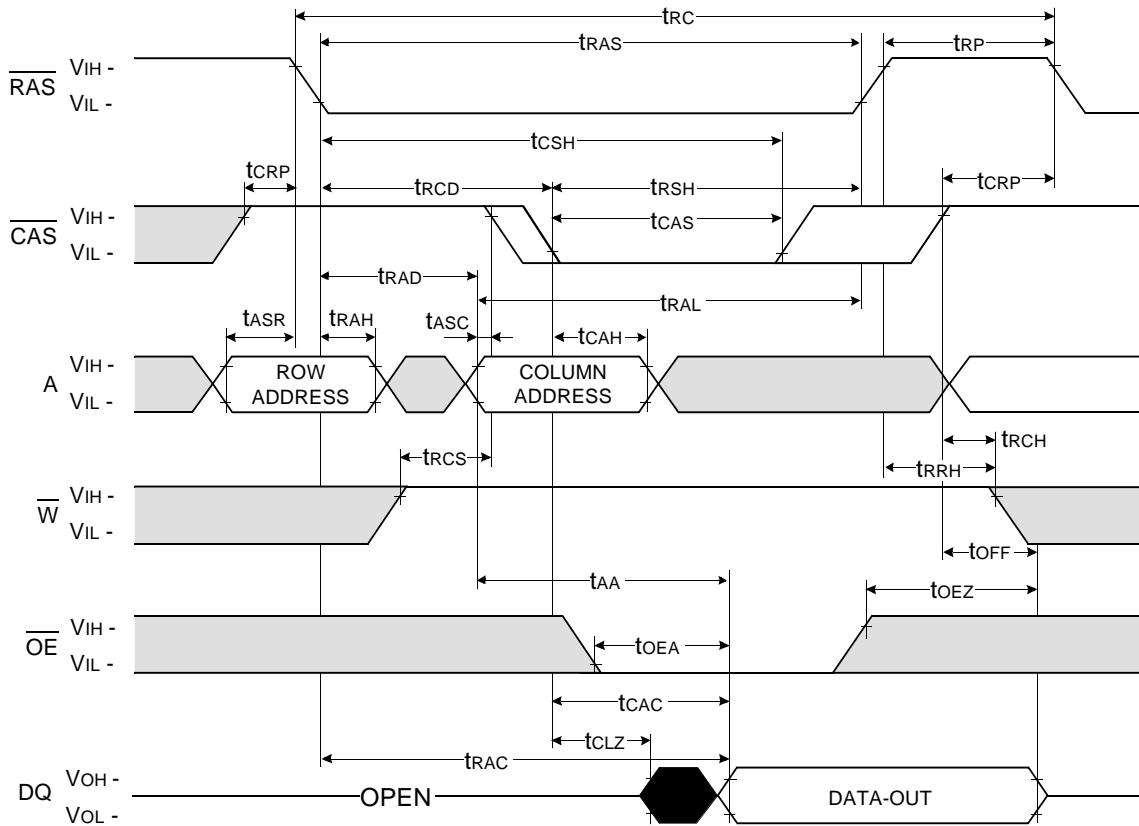 tRC
tRAS tRP
RAS VIH -
VIL -
tCSH
tCRP tRCD tRSH tCRP
tCAS
CAS VIH -
VIL -
tRAD
tRAL
tASR tRAH tASC tCAH
A VIH -
VIL -
ROW
ADDRESS
COLUMN
ADDRESS
tRCH
tRCS tRRH
W VIH -
VIL -
tOFF
tAA
tOEZ
OE VIH -
VIL -
tOEA
tCAC
tCLZ
tRAC
DQ VOH -
VOL -
OPEN DATA-OUT